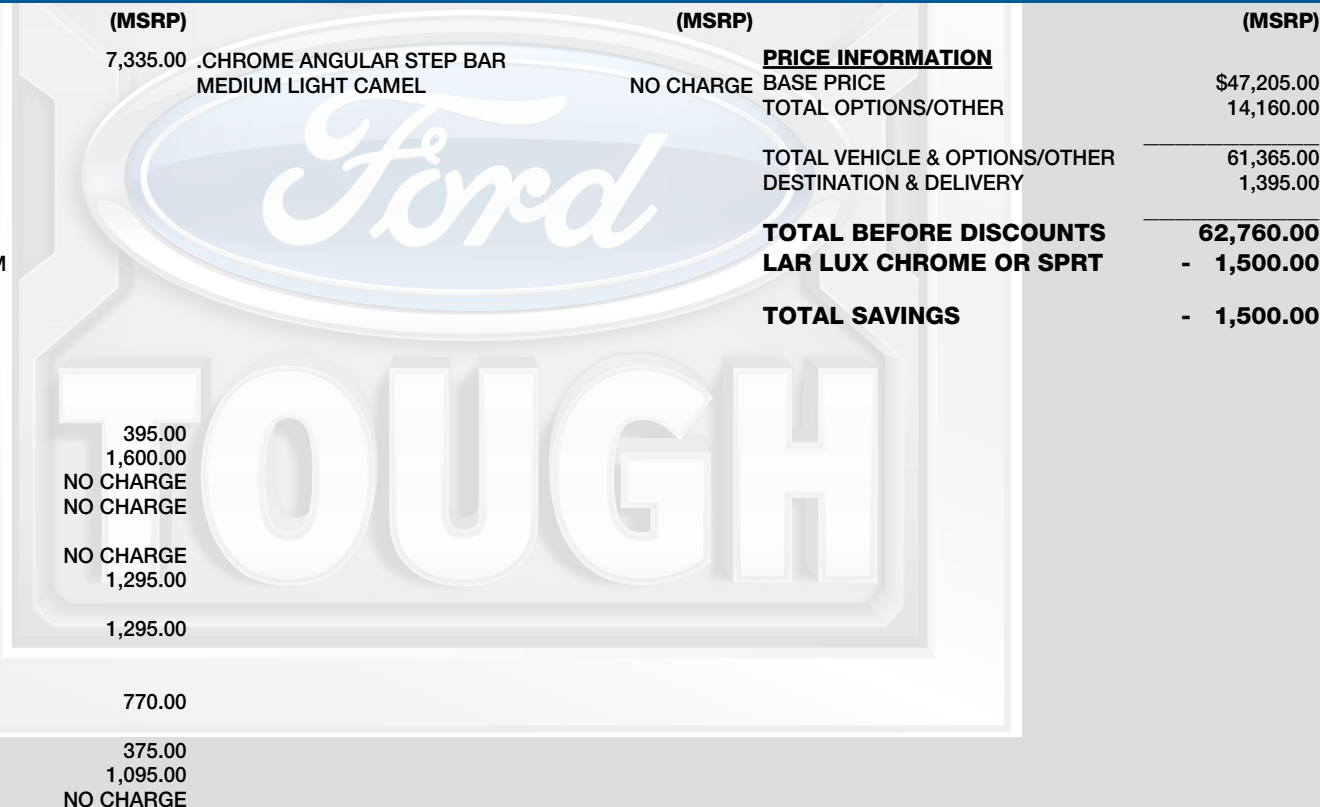 (MSRP)
7,335.00
395.00
1,600.00
NO CHARGE
NO CHARGE
NO CHARGE
1,295.00
1,295.00
770.00
375.00
1,095.00
NO CHARGE
M
(MSRP)
.CHROME ANGULAR STEP BAR
MEDIUM LIGHT CAMEL NO CHARGE
(MSRP)
PRICE INFORMATION
BASE PRICE $47,205.00
TOTAL OPTIONS/OTHER 14,160.00
TOTAL VEHICLE & OPTIONS/OTHER 61,365.00
DESTINATION & DELIVERY 1,395.00
TOTAL BEFORE DISCOUNTS 62,760.00
LAR LUX CHROME OR SPRT - 1,500.00
TOTAL SAVINGS - 1,500.00
Ford
TOUGH